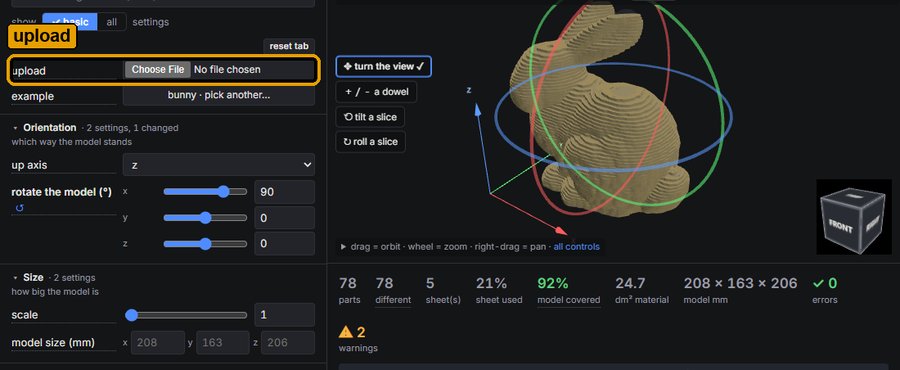 show ✓ basic all settings
upload
reset tab
upload Choose File No file chosen
example bunny · pick another...
Orientation · 2 settings, 1 changed
which way the model stands
up axis z
rotate the model (°) x 90
↺
y 0
z 0
Size · 2 settings
how big the model is
scale 1
model size (mm) x 208 y 163 z 206
✥ turn the view ✓
+ / - a dowel
⟲ tilt a slice
↻ roll a slice
z
y
FRONT
RIGHT
▶ drag = orbit · wheel = zoom · right-drag = pan · all controls
78 parts
78 different
5 sheet(s)
21% sheet used
92% model covered
24.7 dm² material
208 × 163 × 206 model mm
✓ 0 errors
⚠ 2
warnings